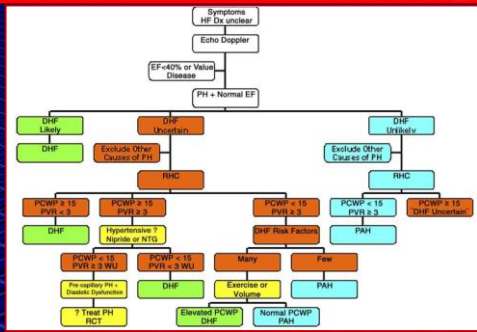 Symptoms
HF Dx unclear
Echo Doppler
EF<40% or Value
Disease
PH + Normal EF
DHF
Likely
DHF
Uncertain
DHF
Unlikely
DHF
Exclude Other
Causes of PH
Exclude Other
Causes of PH
RHC
RHC
PCWP ≥ 15
PVR < 3
PCWP ≥ 15
PVR ≥ 3
PCWP < 15
PVR ≥ 3
PCWP < 15
PVR ≥ 3
PCWP ≥ 15
"DHF Uncertain"
DHF
Hypertensive ?
Nipride or NTG
DHF Risk Factors
PAH
PCWP < 15
PVR ≥ 3 WU
PCWP < 15
PVR < 3 WU
Many
Few
Pre-capillary PH +
Diastolic Dysfunction
DHF
Exercise or
Volume
PAH
? Treat PH
RCT
Elevated PCWP
DHF
Normal PCWP
PAH